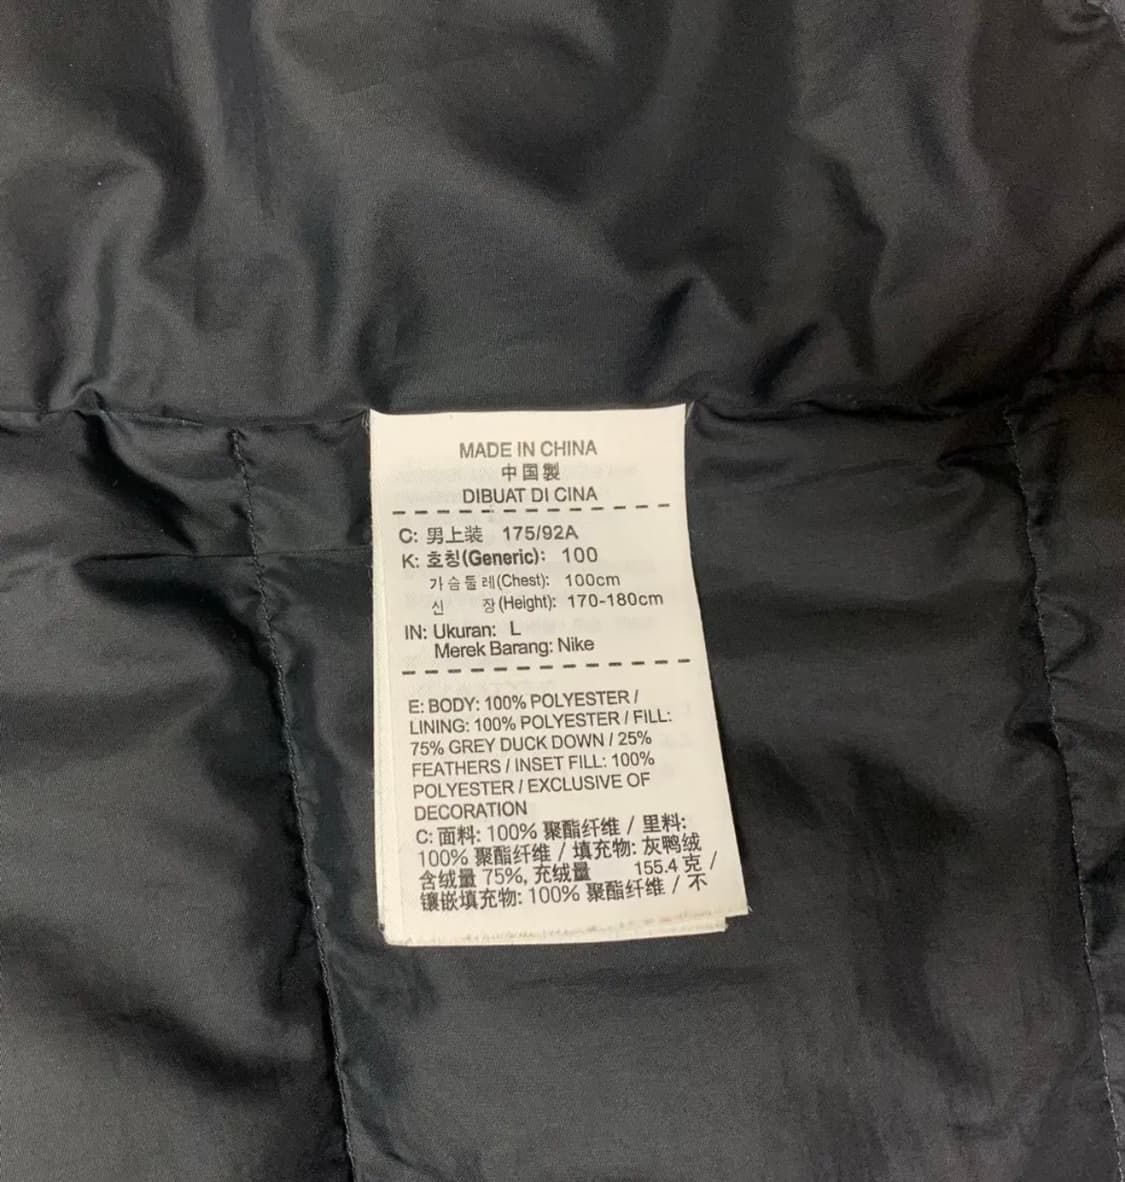 MADE IN CHINA
中国製
DIBUAT DI CINA
C: 男上装 175/92A
K: 호칭(Generic): 100
가슴둘레(Chest): 100cm
신 장(Height): 170-180cm
IN: Ukuran: L
Merek Barang: Nike
E: BODY: 100% POLYESTER /
LINING: 100% POLYESTER / FILL:
75% GREY DUCK DOWN / 25%
FEATHERS / INSET FILL: 100%
POLYESTER / EXCLUSIVE OF
DECORATION
C: 面料: 100% 聚酯纤维 / 里料:
100% 聚酯纤维 / 填充物: 灰鸭绒
含绒量 75%, 充绒量 155.4 克 /
镶嵌填充物: 100% 聚酯纤维 / 不